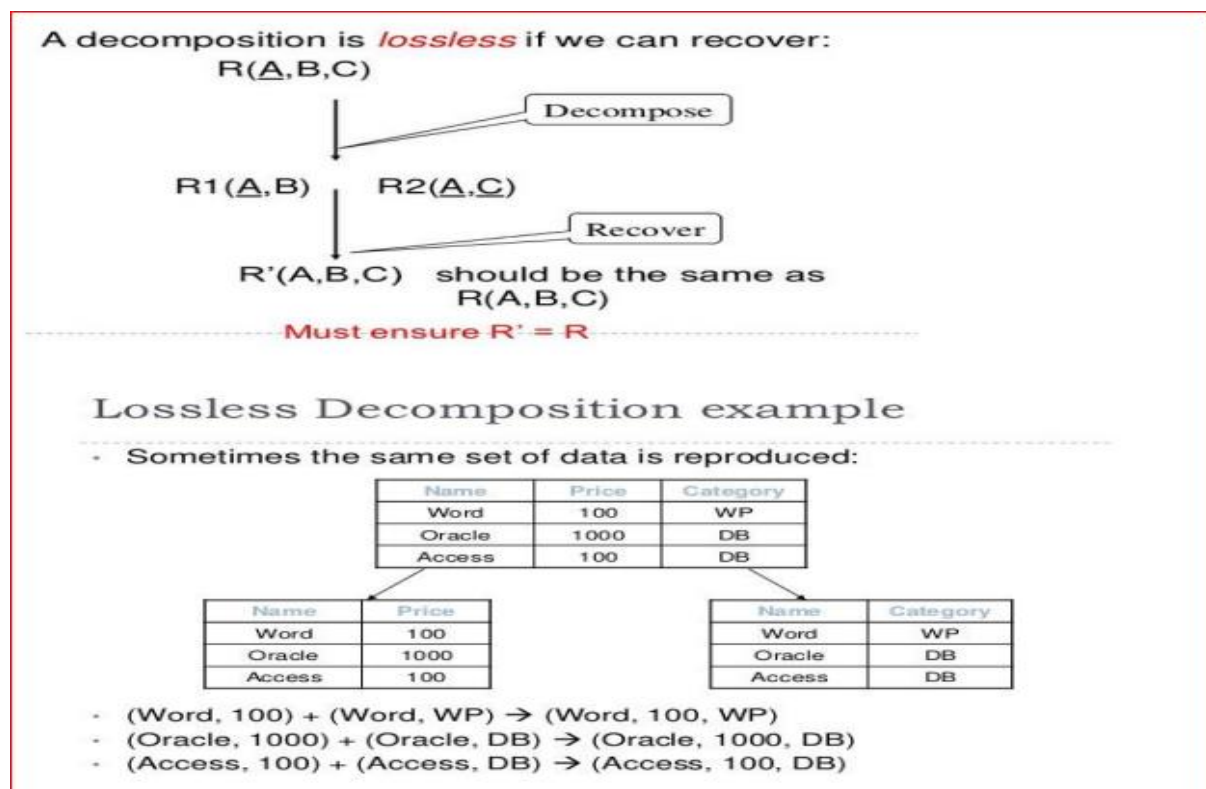 A decomposition is lossless if we can recover:
R(A,B,C)
Decompose
R1(A,B) R2(A,C)
Recover
R'(A,B,C) should be the same as
R(A,B,C)
Must ensure R' = R
Lossless Decomposition example
· Sometimes the same set of data is reproduced:
Name Price Category
Word 100 WP
Oracle 1000 DB
Access 100 DB
Name Price
Word 100
Oracle 1000
Access 100
Name Category
Word WP
Oracle DB
Access DB
· (Word, 100) + (Word, WP) → (Word, 100, WP)
· (Oracle, 1000) + (Oracle, DB) → (Oracle, 1000, DB)
· (Access, 100) + (Access, DB) → (Access, 100, DB)